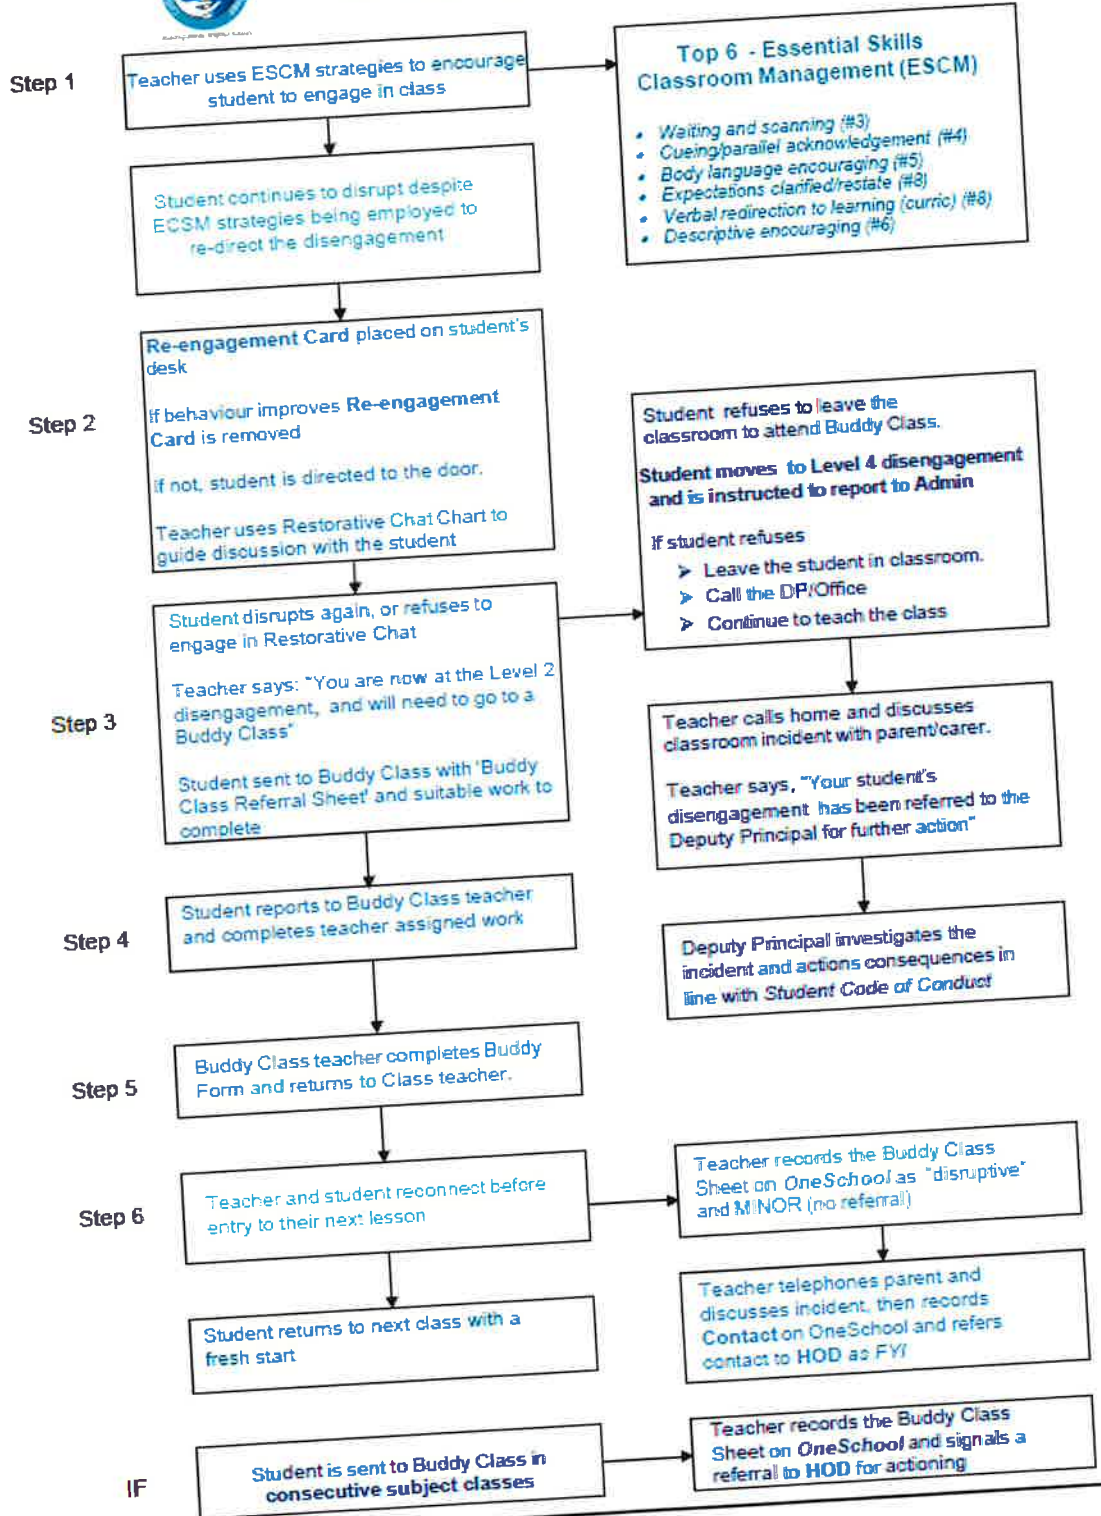 Step 1
Teacher uses ESCM strategies to encourage
student to engage in class
Top 6 - Essential Skills
Classroom Management (ESCM)
• Waiting and scanning (#3)
• Cueing/parallel acknowledgement (#4)
• Body language encouraging (#5)
• Expectations clarified/restate (#8)
• Verbal redirection to learning (curric) (#8)
• Descriptive encouraging (#6)
Student continues to disrupt despite
ECSM strategies being employed to
re-direct the disengagement
Step 2
Re-engagement Card placed on student's
desk
If behaviour improves Re-engagement
Card is removed
If not, student is directed to the door.
Teacher uses Restorative Chat Chart to
guide discussion with the student
Student refuses to leave the
classroom to attend Buddy Class.
Student moves to Level 4 disengagement
and is instructed to report to Admin
If student refuses
➢ Leave the student in classroom.
➢ Call the DP/Office
➢ Continue to teach the class
Step 3
Student disrupts again, or refuses to
engage in Restorative Chat
Teacher says: "You are now at the Level 2
disengagement, and will need to go to a
Buddy Class"
Student sent to Buddy Class with 'Buddy
Class Referral Sheet' and suitable work to
complete
Teacher calls home and discusses
classroom incident with parent/carer.
Teacher says, "Your student's
disengagement has been referred to the
Deputy Principal for further action"
Step 4
Student reports to Buddy Class teacher
and completes teacher assigned work
Deputy Principal investigates the
incident and actions consequences in
line with Student Code of Conduct
Step 5
Buddy Class teacher completes Buddy
Form and returns to Class teacher.
Step 6
Teacher and student reconnect before
entry to their next lesson
Teacher records the Buddy Class
Sheet on OneSchool as "disruptive"
and MINOR (no referral)
Student returns to next class with a
fresh start
Teacher telephones parent and
discusses incident, then records
Contact on OneSchool and refers
contact to HOD as FYI
IF
Student is sent to Buddy Class in
consecutive subject classes
Teacher records the Buddy Class
Sheet on OneSchool and signals a
referral to HOD for actioning